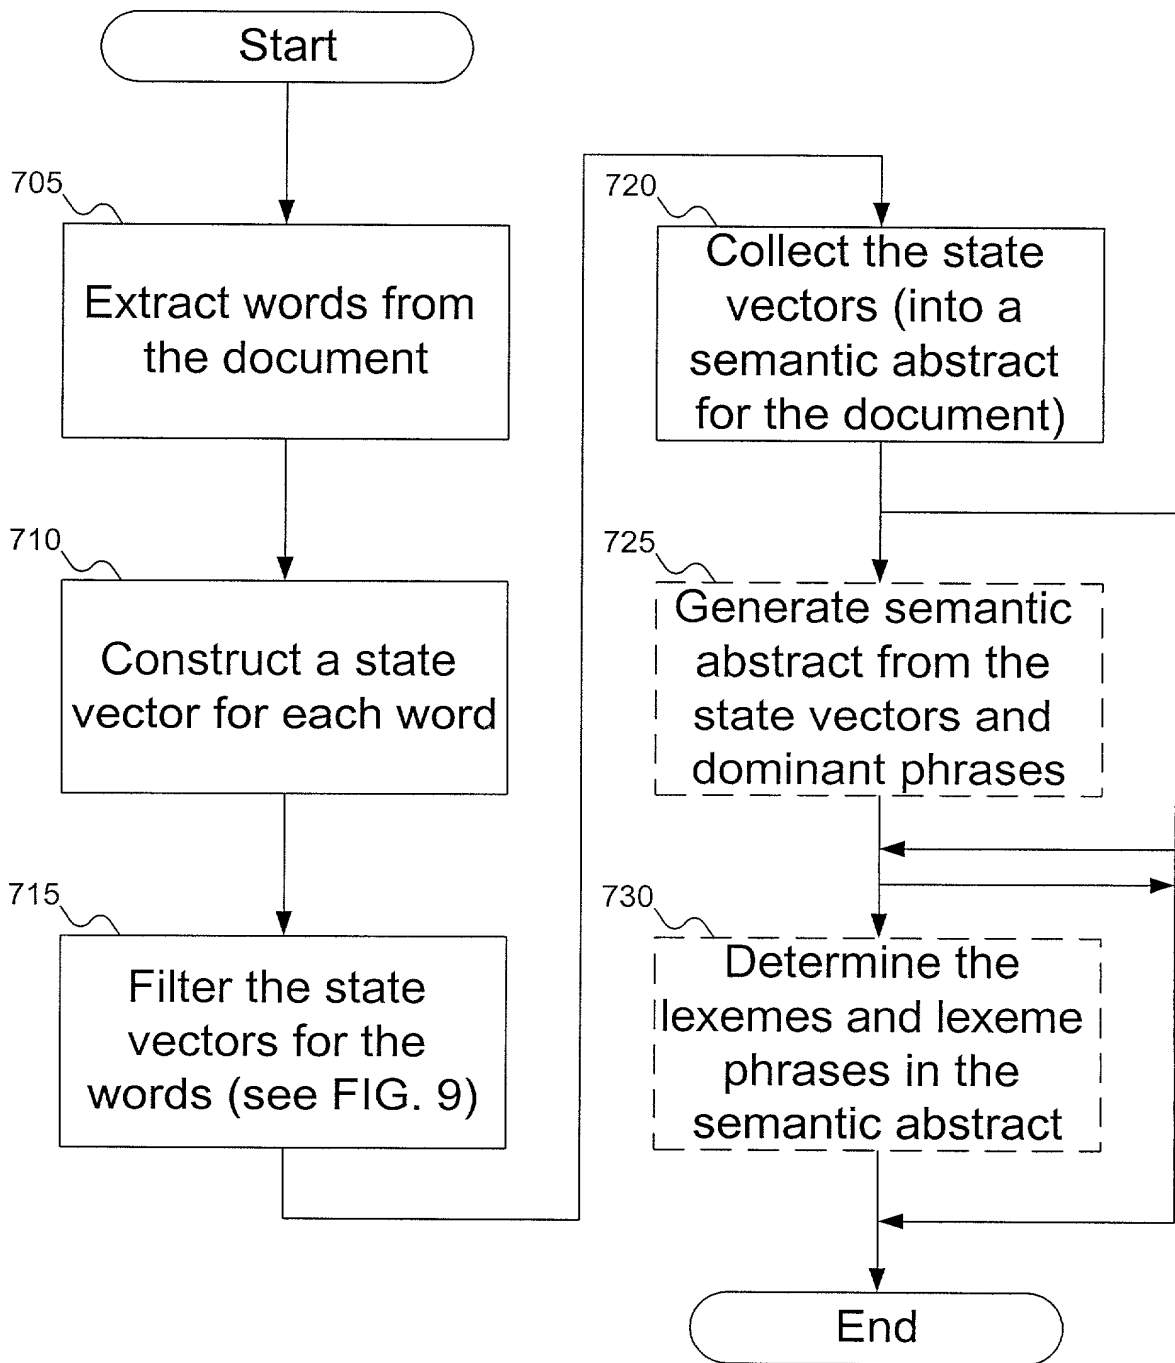 Start
705
Extract words from
the document
710
Construct a state
vector for each word
715
Filter the state
vectors for the
words (see FIG. 9)
720
Collect the state
vectors (into a
semantic abstract
for the document)
725
Generate semantic
abstract from the
state vectors and
dominant phrases
730
Determine the
lexemes and lexeme
phrases in the
semantic abstract
End